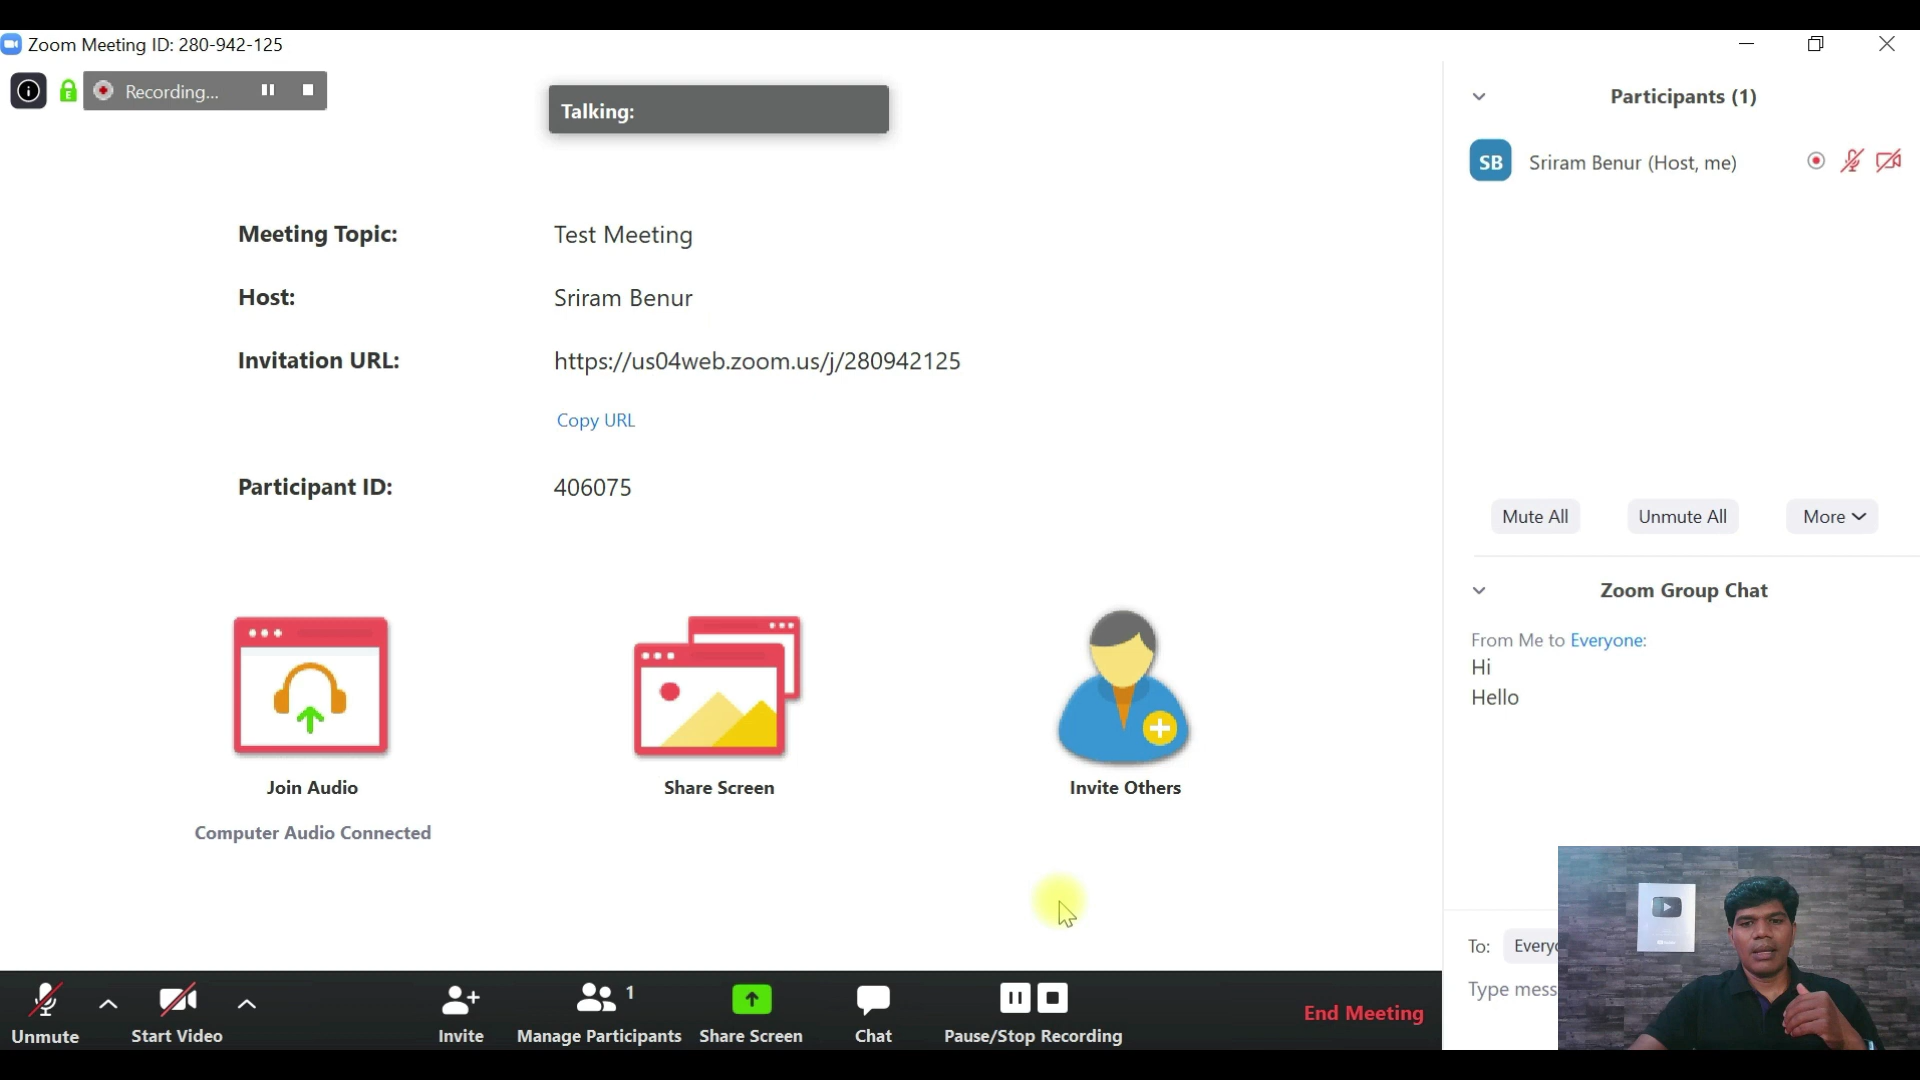 Zoom Meeting ID: 280-942-125
Recording...
Talking:
Meeting Topic: Test Meeting
Host: Sriram Benur
Invitation URL: https://us04web.zoom.us/j/280942125
Copy URL
Participant ID: 406075
Join Audio
Computer Audio Connected
Share Screen
Invite Others
Participants (1)
SB Sriram Benur (Host, me)
Mute All Unmute All More
Zoom Group Chat
From Me to Everyone:
Hi
Hello
To: Everyo
Type mess
Unmute
Start Video
Invite
1
Manage Participants
Share Screen
Chat
Pause/Stop Recording
End Meeting